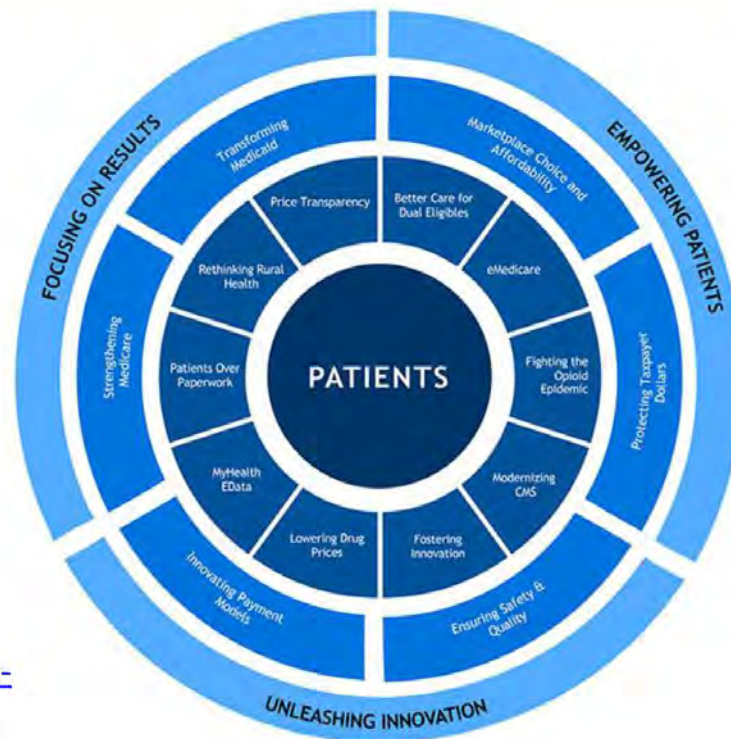 FOCUSING ON RESULTS
EMPOWERING PATIENTS
UNLEASHING INNOVATION
Transforming
Medicaid
Marketplace Choice and
Affordability
Protecting Taxpayer
Dollars
Ensuring Safety &
Quality
Innovating Payment
Models
Strengthening
Medicare
Price Transparency
Better Care for
Dual Eligibles
eMedicare
Fighting the
Opioid
Epidemic
Modernizing
CMS
Fostering
Innovation
Lowering Drug
Prices
MyHealth
EData
Patients Over
Paperwork
Rethinking Rural
Health
PATIENTS
-